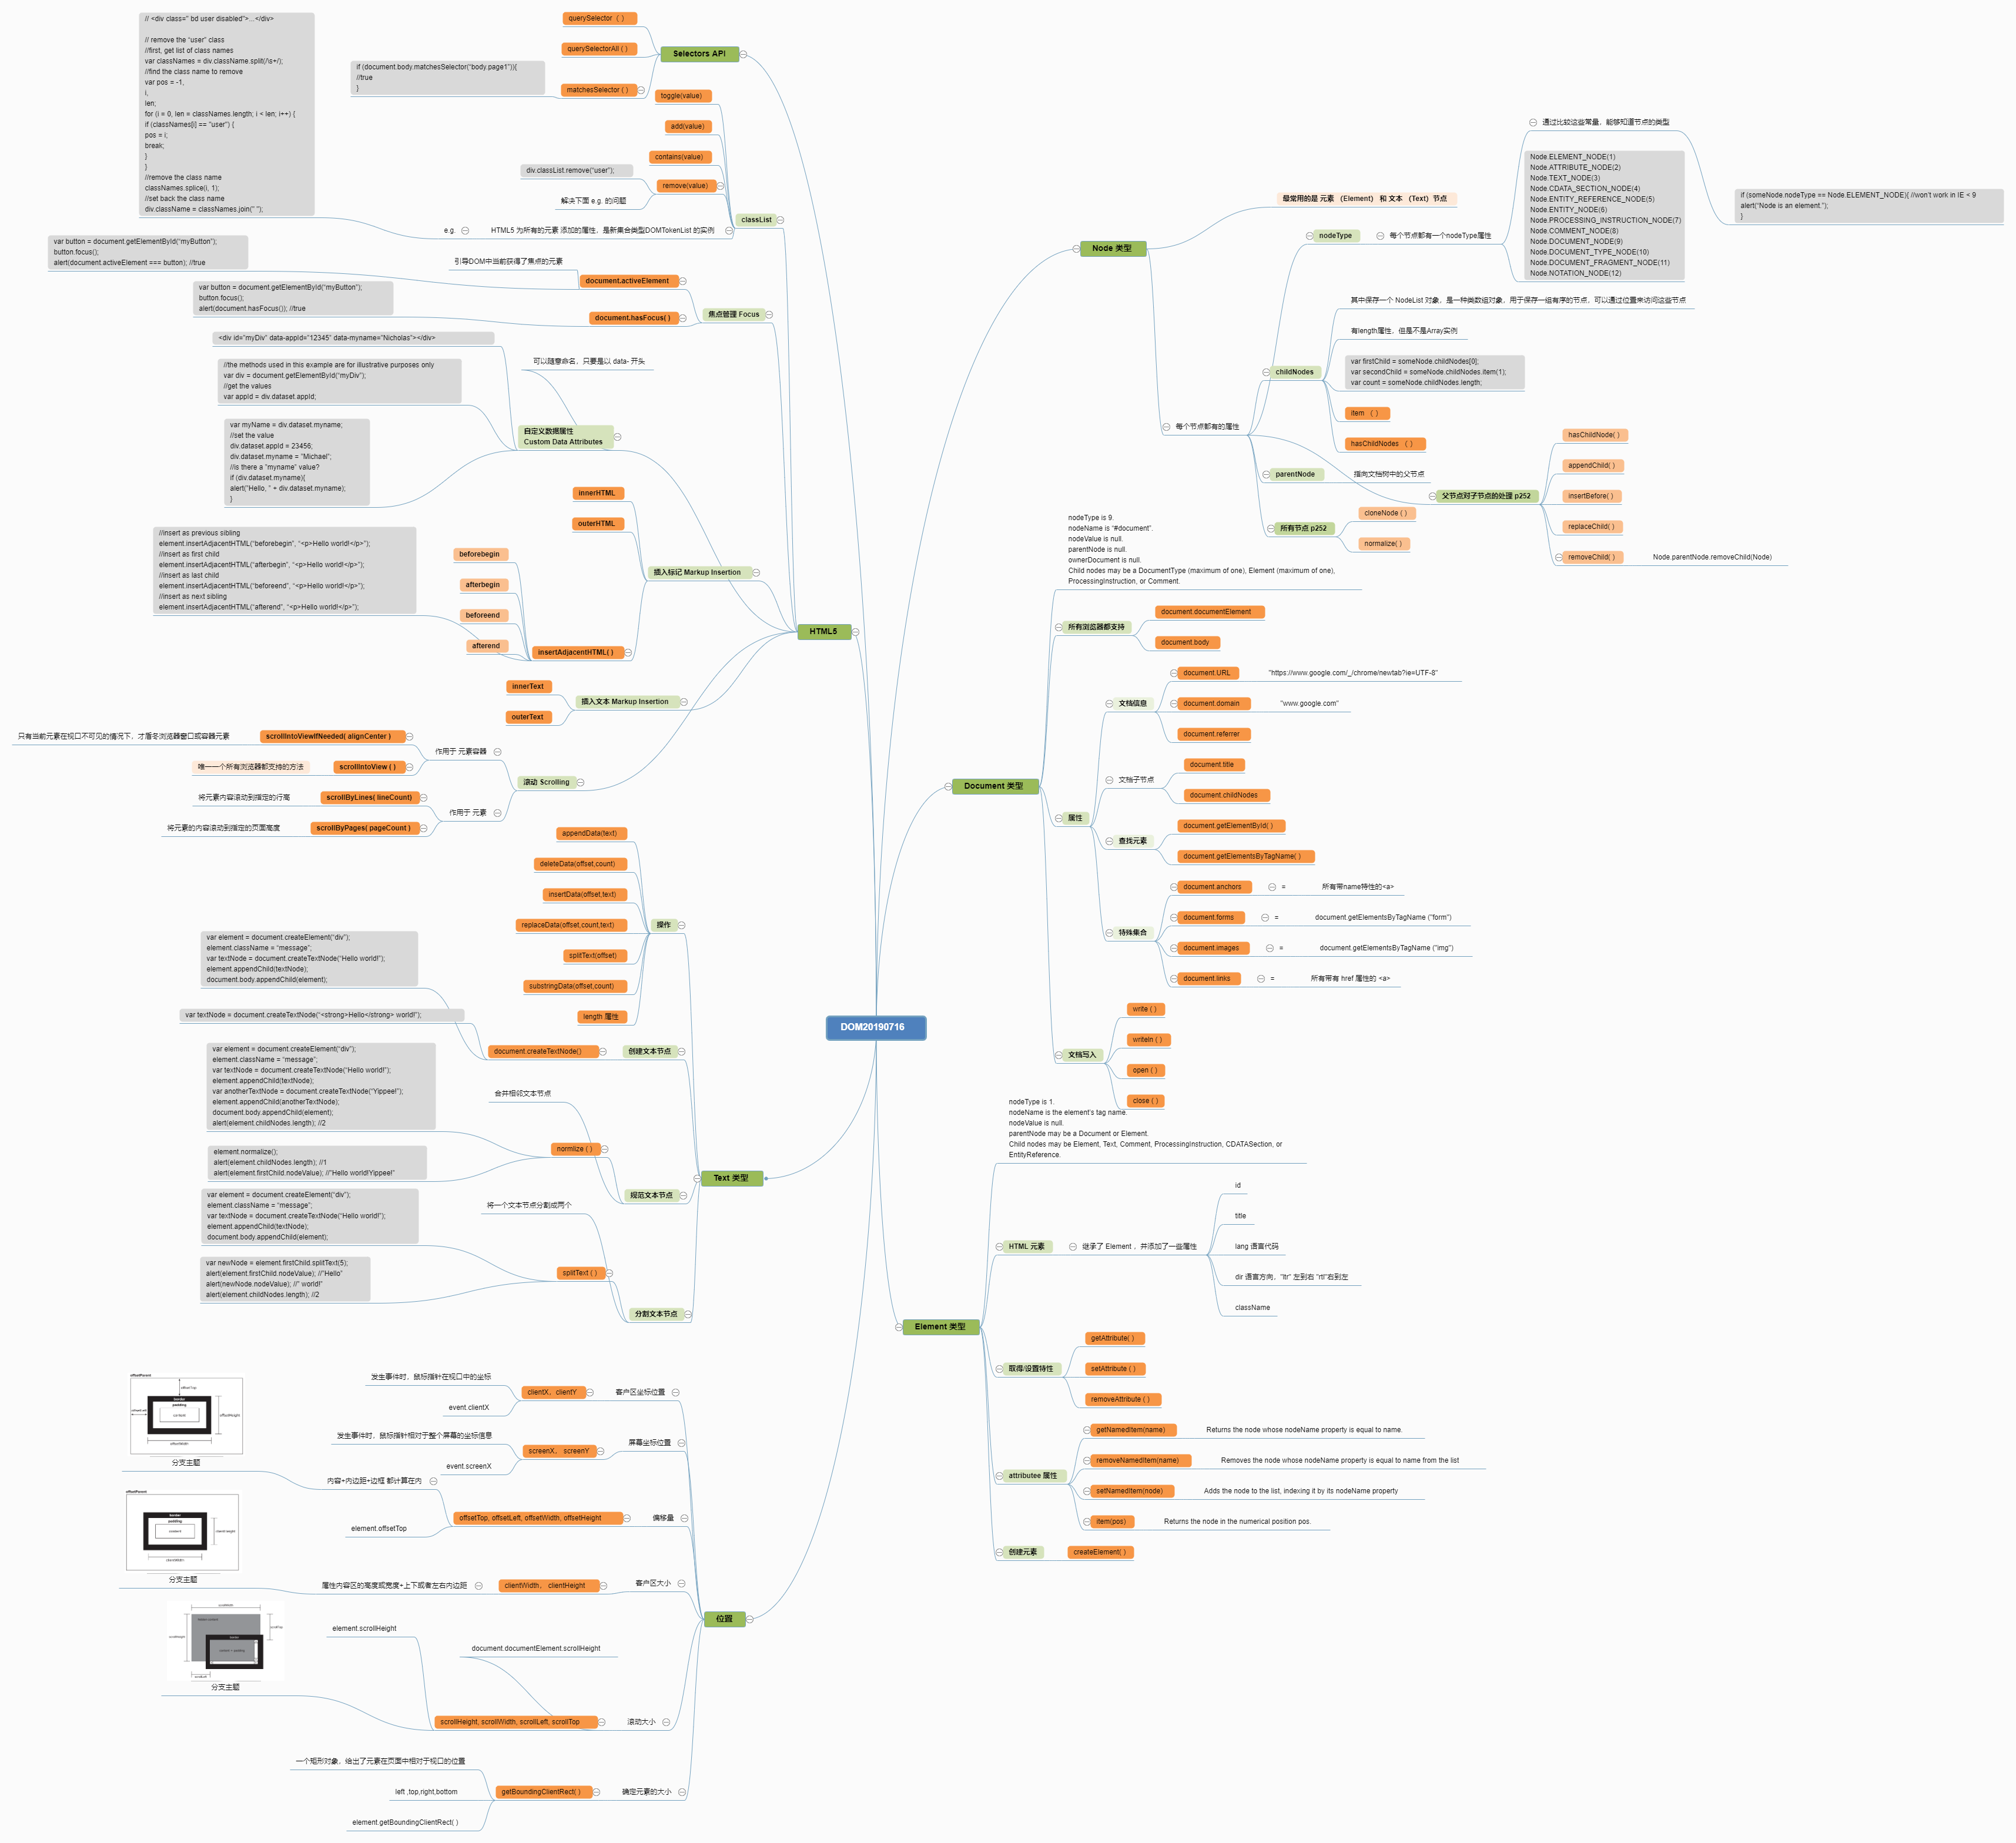 DOM20190716
Selectors API
querySelector （ )
querySelectorAll ( )
matchesSelector ( )
if (document.body.matchesSelector(“body.page1”)){
//true
}
classList
toggle(value)
add(value)
contains(value)
remove(value)
div.classList.remove(“user”);
解决下面 e.g. 的问题
HTML5 为所有的元素 添加的属性，是新集合类型DOMTokenList 的实例
e.g.
// <div class=“ bd user disabled”>...</div>
// remove the “user” class
//first, get list of class names
var classNames = div.className.split(/\s+/);
//find the class name to remove
var pos = -1,
i,
len;
for (i = 0, len = classNames.length; i < len; i++) {
if (classNames[i] == “user”) {
pos = i;
break;
}
}
//remove the class name
classNames.splice(i, 1);
//set back the class name
div.className = classNames.join(“ “);
HTML5
焦点管理 Focus
document.activeElement
引导DOM中当前获得了焦点的元素
var button = document.getElementById(“myButton”);
button.focus();
alert(document.activeElement === button); //true
document.hasFocus( )
var button = document.getElementById(“myButton”);
button.focus();
alert(document.hasFocus()); //true
自定义数据属性
Custom Data Attributes
可以随意命名，只要是以 data- 开头
<div id=“myDiv” data-appId=“12345” data-myname=“Nicholas”></div>
//the methods used in this example are for illustrative purposes only
var div = document.getElementById(“myDiv”);
//get the values
var appId = div.dataset.appId;
var myName = div.dataset.myname;
//set the value
div.dataset.appId = 23456;
div.dataset.myname = “Michael”;
//is there a “myname” value?
if (div.dataset.myname){
alert(“Hello, “ + div.dataset.myname);
}
插入标记 Markup Insertion
innerHTML
outerHTML
insertAdjacentHTML( )
beforebegin
afterbegin
beforeend
afterend
//insert as previous sibling
element.insertAdjacentHTML(“beforebegin”, “<p>Hello world!</p>”);
//insert as first child
element.insertAdjacentHTML(“afterbegin”, “<p>Hello world!</p>”);
//insert as last child
element.insertAdjacentHTML(“beforeend”, “<p>Hello world!</p>”);
//insert as next sibling
element.insertAdjacentHTML(“afterend”, “<p>Hello world!</p>”);
插入文本 Markup Insertion
innerText
outerText
滚动 Scrolling
作用于 元素容器
scrollIntoViewIfNeeded( alignCenter )
只有当前元素在视口不可见的情况下，才盾冬浏览器窗口或容器元素
scrollIntoView ( )
唯一一个所有浏览器都支持的方法
作用于 元素
scrollByLines( lineCount)
将元素内容滚动到指定的行高
scrollByPages( pageCount )
将元素的内容滚动到指定的页面高度
Text 类型
操作
appendData(text)
deleteData(offset,count)
insertData(offset,text)
replaceData(offset,count,text)
splitText(offset)
substringData(offset,count)
length 属性
创建文本节点
document.createTextNode()
var element = document.createElement(“div”);
element.className = “message”;
var textNode = document.createTextNode(“Hello world!”);
element.appendChild(textNode);
document.body.appendChild(element);
var textNode = document.createTextNode(“<strong>Hello</strong> world!”);
规范文本节点
合并相邻文本节点
normlize ( )
var element = document.createElement(“div”);
element.className = “message”;
var textNode = document.createTextNode(“Hello world!”);
element.appendChild(textNode);
var anotherTextNode = document.createTextNode(“Yippee!”);
element.appendChild(anotherTextNode);
document.body.appendChild(element);
alert(element.childNodes.length); //2
element.normalize();
alert(element.childNodes.length); //1
alert(element.firstChild.nodeValue); //”Hello world!Yippee!”
分割文本节点
将一个文本节点分割成两个
splitText ( )
var element = document.createElement(“div”);
element.className = “message”;
var textNode = document.createTextNode(“Hello world!”);
element.appendChild(textNode);
document.body.appendChild(element);
var newNode = element.firstChild.splitText(5);
alert(element.firstChild.nodeValue); //”Hello”
alert(newNode.nodeValue); //” world!”
alert(element.childNodes.length); //2
位置
客户区坐标位置
clientX，clientY
发生事件时，鼠标指针在视口中的坐标
event.clientX
屏幕坐标位置
screenX， screenY
发生事件时，鼠标指针相对于整个屏幕的坐标信息
event.screenX
偏移量
offsetTop, offsetLeft, offsetWidth, offsetHeight
内容+内边距+边框 都计算在内
offsetParent
offsetTop
border
padding
content
offsetLeft
offsetHeight
offsetWidth
分支主题
element.offsetTop
客户区大小
clientWidth， clientHeight
属性内容区的高度或宽度+上下或者左右内边距
offsetParent
border
padding
content
clientHeight
clientWidth
分支主题
滚动大小
document.documentElement.scrollHeight
scrollHeight, scrollWidth, scrollLeft, scrollTop
element.scrollHeight
scrollWidth
hidden content
scrollTop
scrollHeight
border
content + padding
scrollLeft
分支主题
确定元素的大小
getBoundingClientRect( )
一个矩形对象，给出了元素在页面中相对于视口的位置
left ,top,right,bottom
element.getBoundingClientRect( )
Node 类型
最常用的是 元素 （Element） 和 文本 （Text）节点
每个节点都有的属性
nodeType
每个节点都有一个nodeType属性
通过比较这些常量，能够知道节点的类型
if (someNode.nodeType == Node.ELEMENT_NODE){ //won’t work in IE < 9
alert(“Node is an element.”);
}
Node.ELEMENT_NODE(1)
Node.ATTRIBUTE_NODE(2)
Node.TEXT_NODE(3)
Node.CDATA_SECTION_NODE(4)
Node.ENTITY_REFERENCE_NODE(5)
Node.ENTITY_NODE(6)
Node.PROCESSING_INSTRUCTION_NODE(7)
Node.COMMENT_NODE(8)
Node.DOCUMENT_NODE(9)
Node.DOCUMENT_TYPE_NODE(10)
Node.DOCUMENT_FRAGMENT_NODE(11)
Node.NOTATION_NODE(12)
childNodes
其中保存一个 NodeList 对象，是一种类数组对象，用于保存一组有序的节点，可以通过位置来访问这些节点
有length属性，但是不是Array实例
var firstChild = someNode.childNodes[0];
var secondChild = someNode.childNodes.item(1);
var count = someNode.childNodes.length;
item （ )
hasChildNodes （ )
parentNode
指向文档树中的父节点
父节点对子节点的处理 p252
hasChildNode( )
appendChild( )
insertBefore( )
replaceChild( )
removeChild( )
Node.parentNode.removeChild(Node)
所有节点 p252
cloneNode ( )
normalize( )
Document 类型
nodeType is 9.
nodeName is “#document”.
nodeValue is null.
parentNode is null.
ownerDocument is null.
Child nodes may be a DocumentType (maximum of one), Element (maximum of one),
ProcessingInstruction, or Comment.
所有浏览器都支持
document.documentElement
document.body
属性
文档信息
document.URL
"https://www.google.com/_/chrome/newtab?ie=UTF-8"
document.domain
"www.google.com"
document.referrer
文档子节点
document.title
document.childNodes
查找元素
document.getElementById( )
document.getElementsByTagName( )
特殊集合
document.anchors
=
所有带name特性的<a>
document.forms
=
document.getElementsByTagName ("form")
document.images
=
document.getElementsByTagName ("img")
document.links
=
所有带有 href 属性的 <a>
文档写入
write ( )
writeln ( )
open ( )
close ( )
Element 类型
nodeType is 1.
nodeName is the element’s tag name.
nodeValue is null.
parentNode may be a Document or Element.
Child nodes may be Element, Text, Comment, ProcessingInstruction, CDATASection, or
EntityReference.
HTML 元素
继承了 Element ，并添加了一些属性
id
title
lang 语言代码
dir 语言方向，"ltr" 左到右 "rtl"右到左
className
取得/设置特性
getAttribute( )
setAttribute ( )
removeAttribute ( )
attributee 属性
getNamedItem(name)
Returns the node whose nodeName property is equal to name.
removeNamedItem(name)
Removes the node whose nodeName property is equal to name from the list
setNamedItem(node)
Adds the node to the list, indexing it by its nodeName property
item(pos)
Returns the node in the numerical position pos.
创建元素
createElement( )